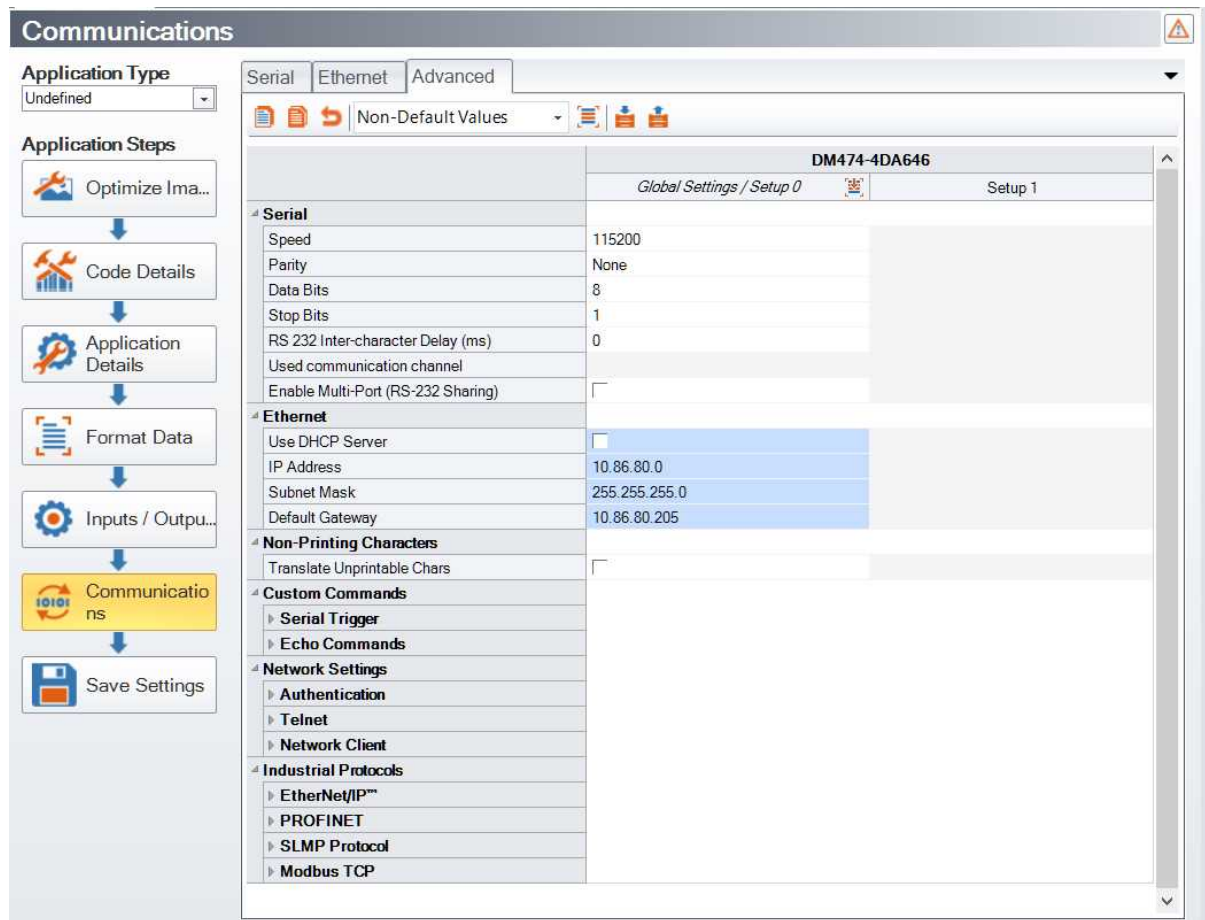 Communications
Application Type
Undefined
Application Steps
Optimize Ima...
Code Details
Application
Details
Format Data
Inputs / Outpu...
Communicatio
ns
Save Settings
Serial Ethernet Advanced
Non-Default Values
DM474-4DA646
Global Settings / Setup 0 Setup 1
Serial
Speed 115200
Parity None
Data Bits 8
Stop Bits 1
RS 232 Inter-character Delay (ms) 0
Used communication channel
Enable Multi-Port (RS-232 Sharing)
Ethernet
Use DHCP Server
IP Address 10.86.80.0
Subnet Mask 255.255.255.0
Default Gateway 10.86.80.205
Non-Printing Characters
Translate Unprintable Chars
Custom Commands
Serial Trigger
Echo Commands
Network Settings
Authentication
Telnet
Network Client
Industrial Protocols
EtherNet/IP™
PROFINET
SLMP Protocol
Modbus TCP